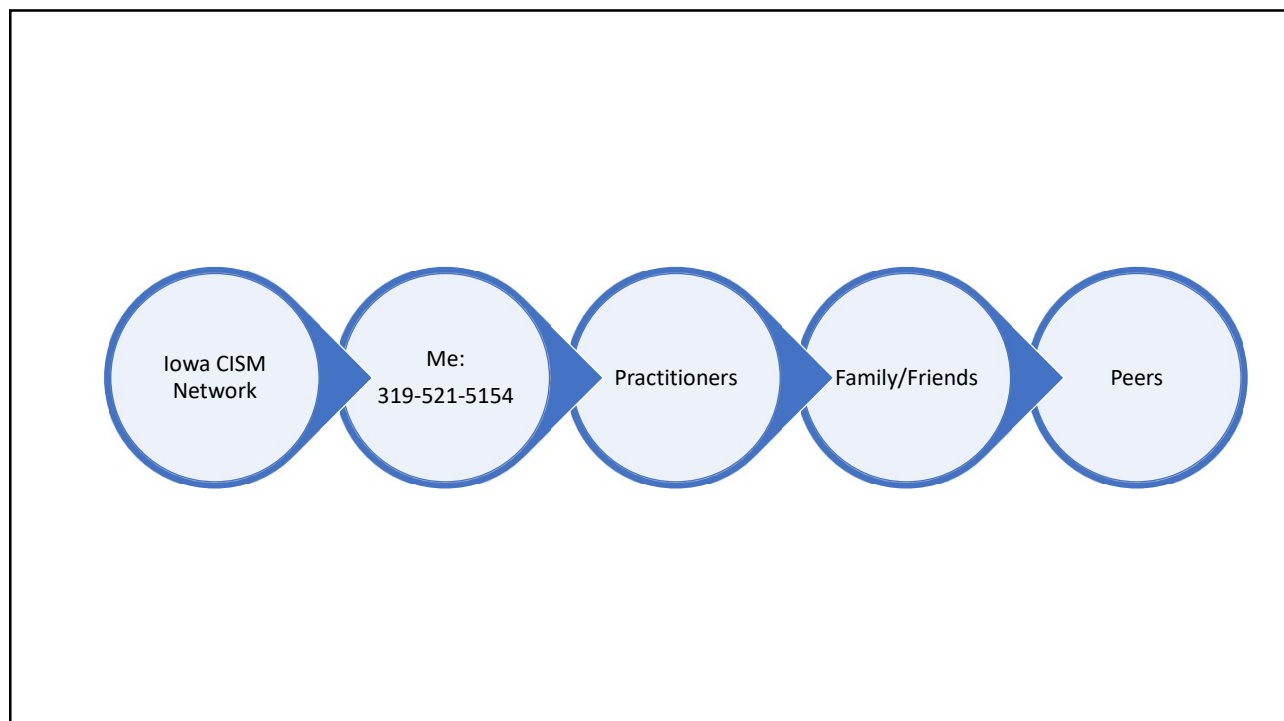 Iowa CISM
Network
Me:
319-521-5154
Practitioners
Family/Friends
Peers